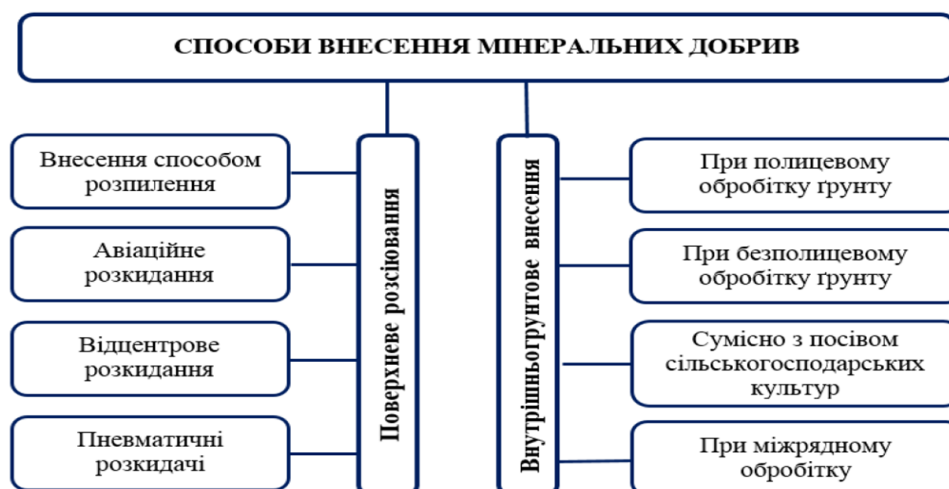 СПОСОБИ ВНЕСЕННЯ МІНЕРАЛЬНИХ ДОБРИВ
Внесення способом
розпилення
Авіаційне
розкидання
Відцентрове
розкидання
Пневматичні
розкидачі
Поверхневе розсіювання
Внутрішньогрунтове внесення
При полицевому
обробітку ґрунту
При безполицевому
обробітку ґрунту
Сумісно з посівом
сільськогосподарських
культур
При міжрядному
обробітку